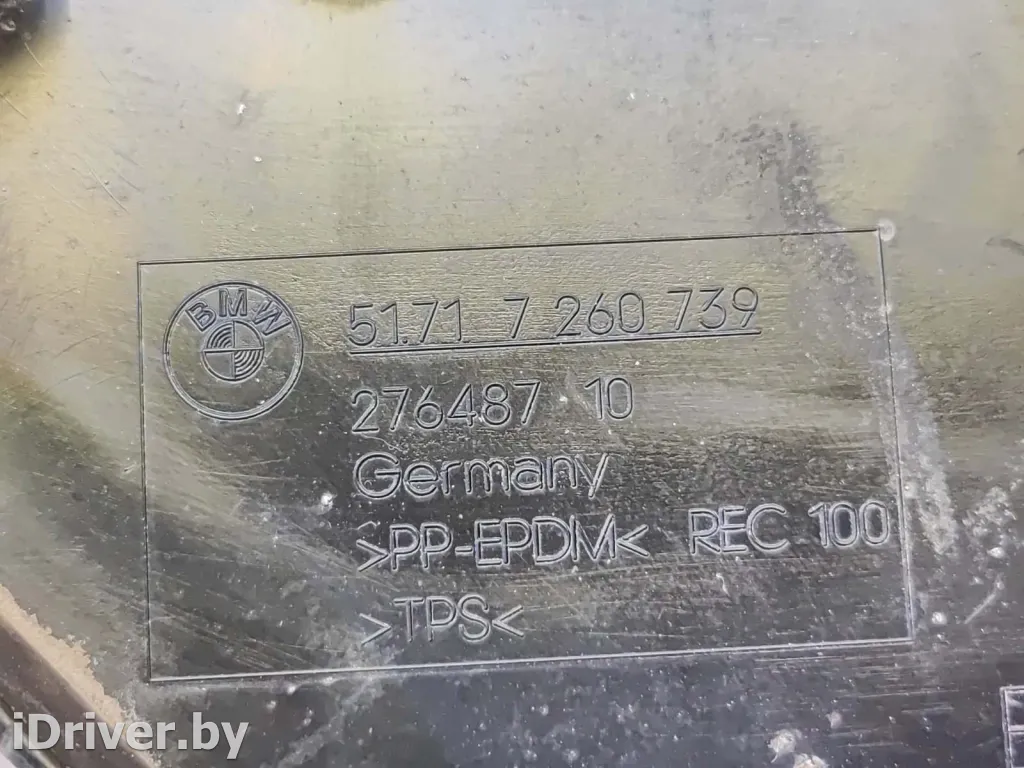 BMW
51.71 7 260 739
276487 10
Germany
>PP-EPDM< REC 100
>TPS<
iDriver.by